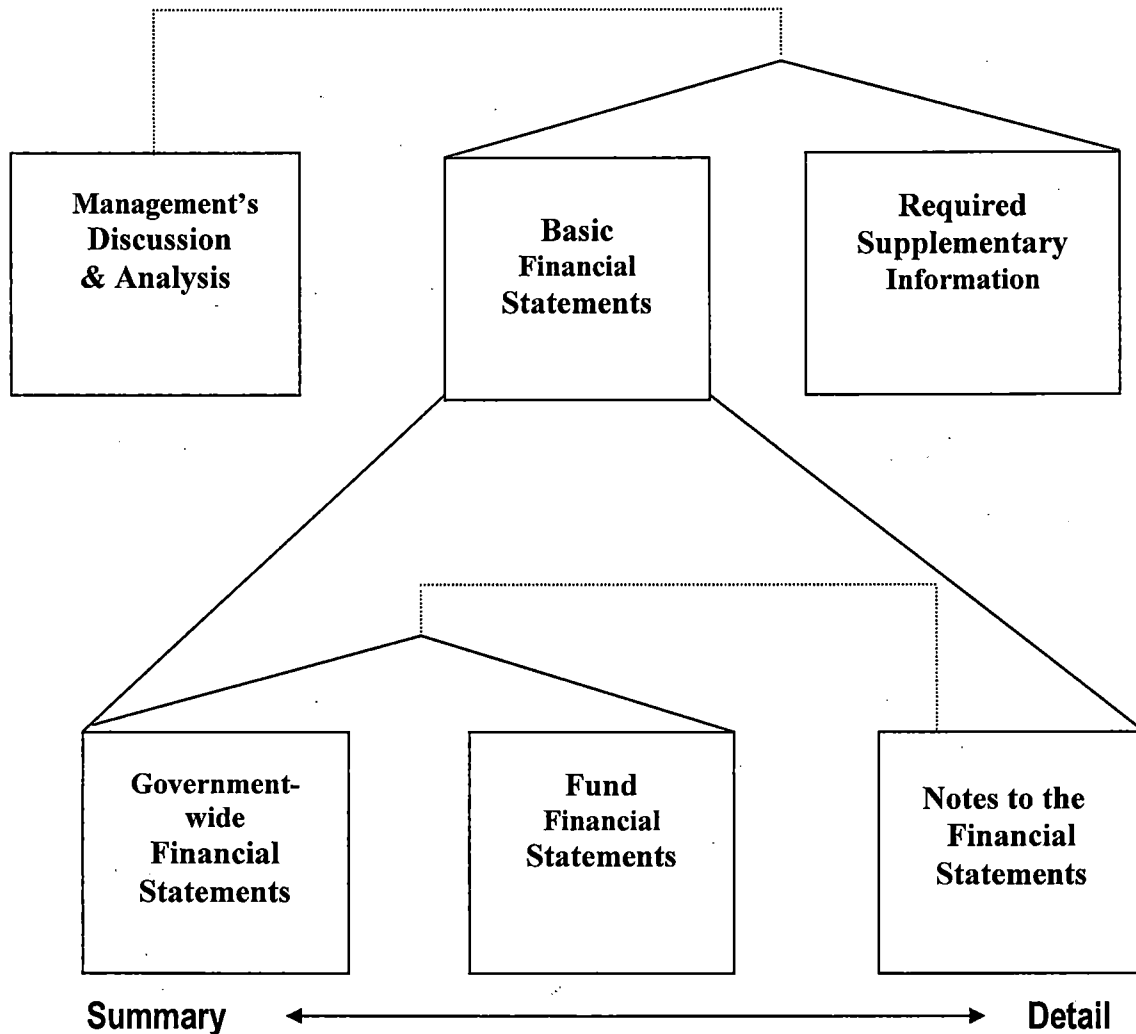 Management's
Discussion
& Analysis
Basic
Financial
Statements
Required
Supplementary
Information
Government-
wide
Financial
Statements
Fund
Financial
Statements
Notes to the
Financial
Statements
Summary
Detail